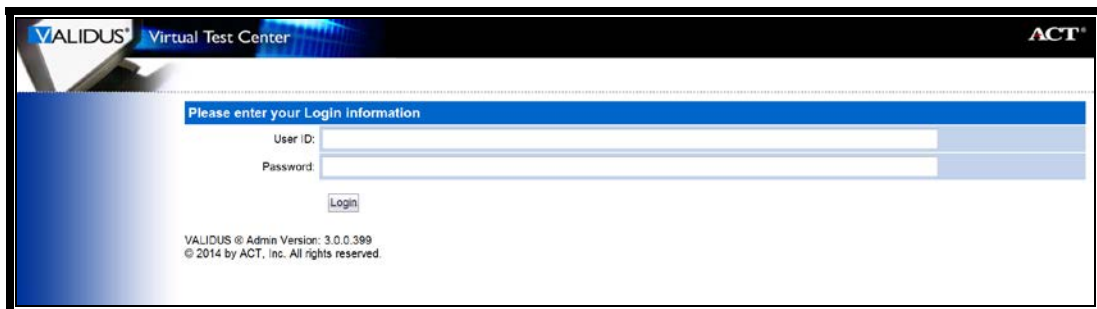 VALIDUS® Virtual Test Center ACT®
Please enter your Login information
User ID:
Password:
Login
VALIDUS ® Admin Version: 3.0.0.399
© 2014 by ACT, Inc. All rights reserved.